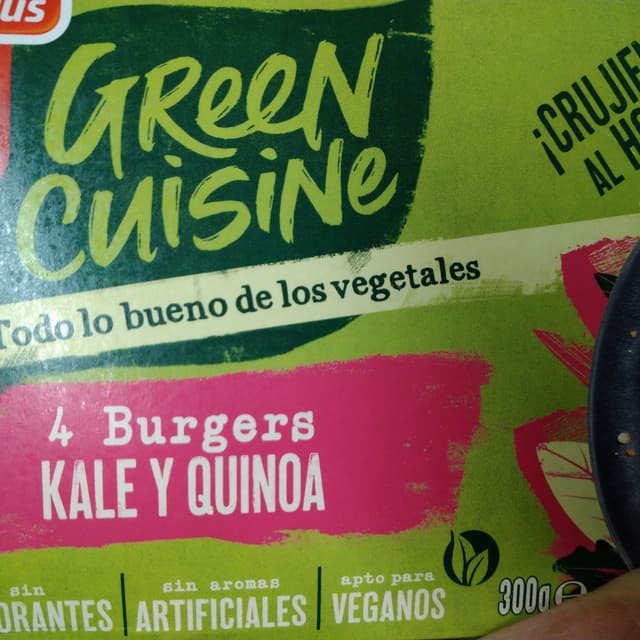 GREEN
CUISINE
Todo lo bueno de los vegetales
4 Burgers
KALE Y QUINOA
sin
sin aromas
ARTIFICIALES
apto para
VEGANOS
300g e
AL